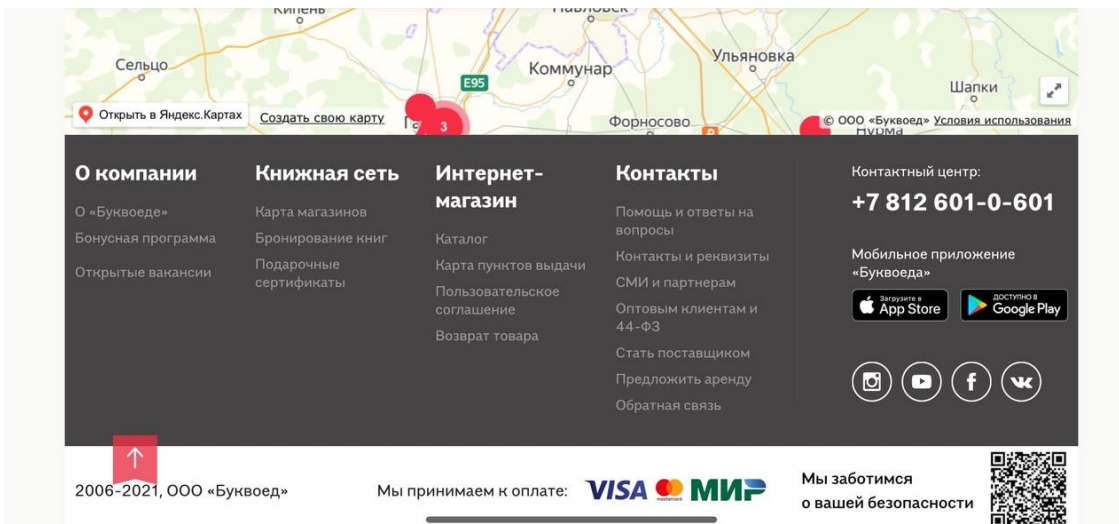 Павловск
Сельцо
Коммунар
Ульяновка
E95
Шапки
Открыть в Яндекс.Картах
Создать свою карту
3
Форносово
© ООО «Буквоед» Условия использования
О компании
О «Буквоеде»
Бонусная программа
Открытые вакансии
Книжная сеть
Карта магазинов
Бронирование книг
Подарочные
сертификаты
Интернет-
магазин
Каталог
Карта пунктов выдачи
Пользовательское
соглашение
Возврат товара
Контакты
Помощь и ответы на
вопросы
Контакты и реквизиты
СМИ и партнерам
Оптовым клиентам и
44-ФЗ
Стать поставщиком
Предложить аренду
Обратная связь
Контактный центр:
+7 812 601-0-601
Мобильное приложение
«Буквоеда»
Загрузите в
App Store
ДОСТУПНО В
Google Play
2006-2021, ООО «Буквоед»
Мы принимаем к оплате:
VISA
mastercard
МИР
Мы заботимся
о вашей безопасности